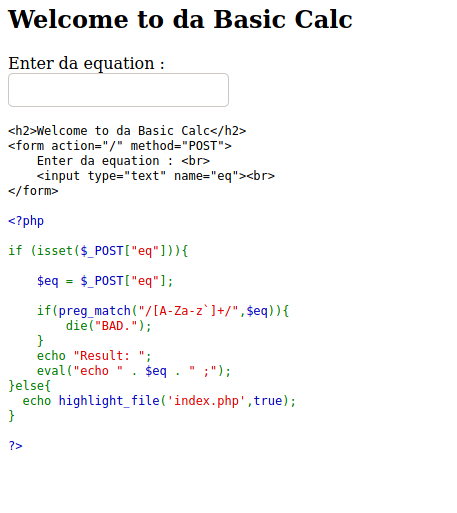 Welcome to da Basic Calc
Enter da equation :
<h2>Welcome to da Basic Calc</h2>
<form action="/" method="POST">
    Enter da equation : <br>
    <input type="text" name="eq"><br>
</form>
<?php
if (isset($_POST["eq"])){
    $eq = $_POST["eq"];
    if(preg_match("/[A-Za-z`]+/",$eq)){
        die("BAD.");
    }
    echo "Result: ";
    eval("echo " . $eq . " ;");
}else{
  echo highlight_file('index.php',true);
}
?>